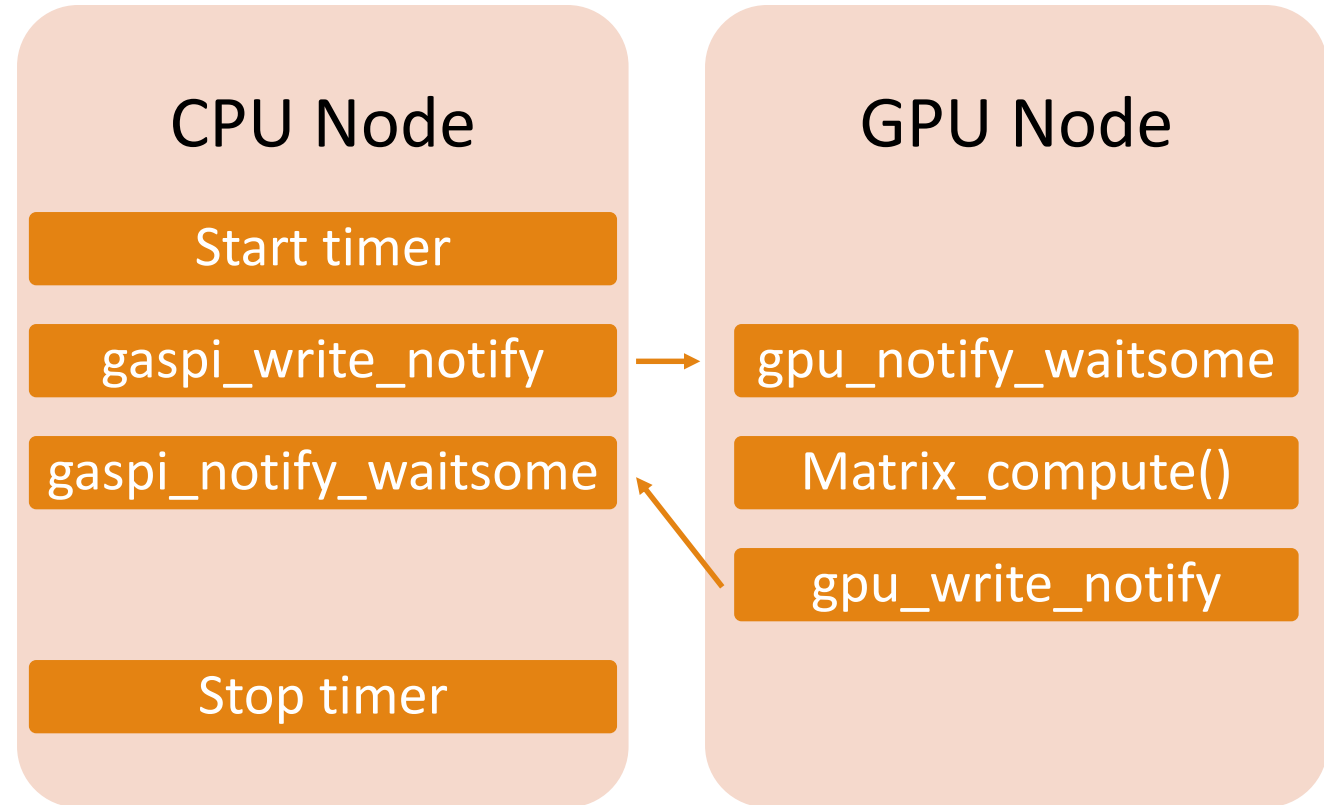 CPU Node
Start timer
gaspi_write_notify
gaspi_notify_waitsome
Stop timer
GPU Node
gpu_notify_waitsome
Matrix_compute()
gpu_write_notify